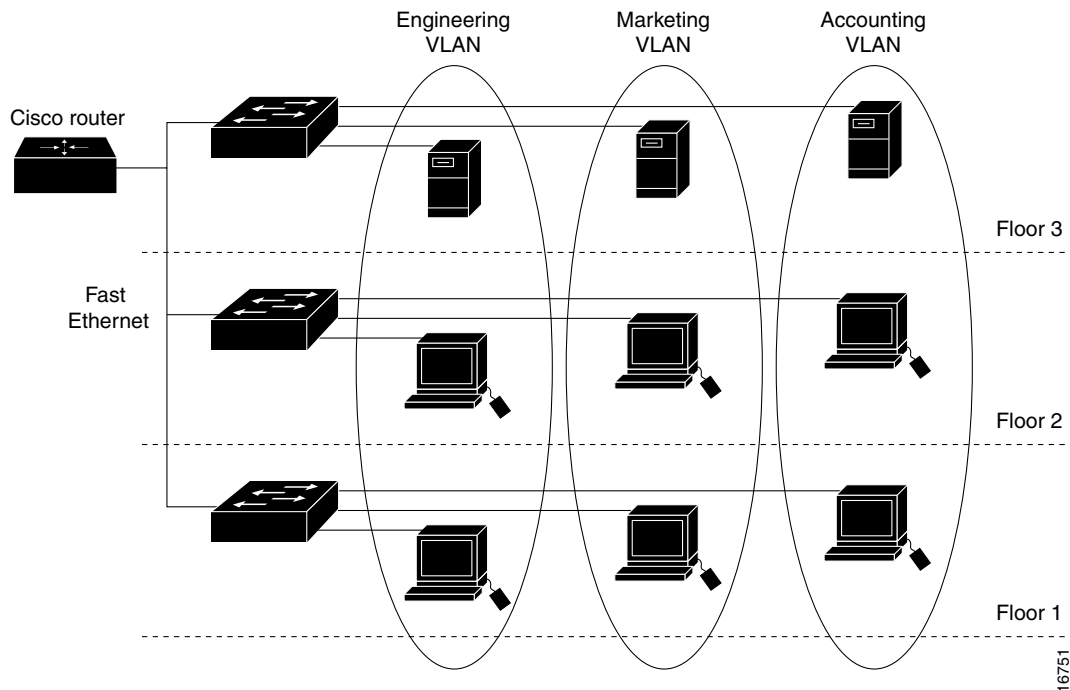 Engineering
VLAN
Marketing
VLAN
Accounting
VLAN
Cisco router
Floor 3
Fast
Ethernet
Floor 2
Floor 1
16751